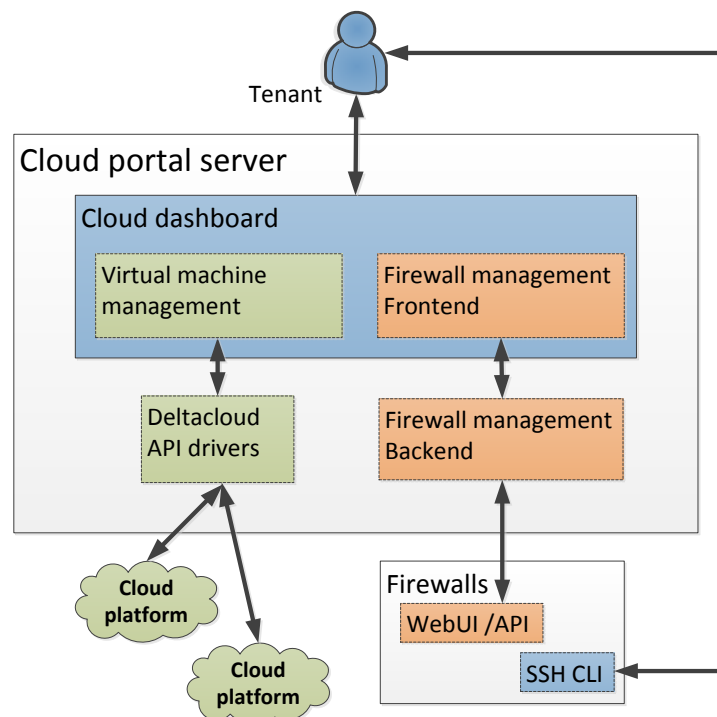 Tenant
Cloud portal server
Cloud dashboard
Virtual machine
management
Firewall management
Frontend
Deltacloud
API drivers
Firewall management
Backend
Cloud
platform
Cloud
platform
Firewalls
WebUI /API
SSH CLI